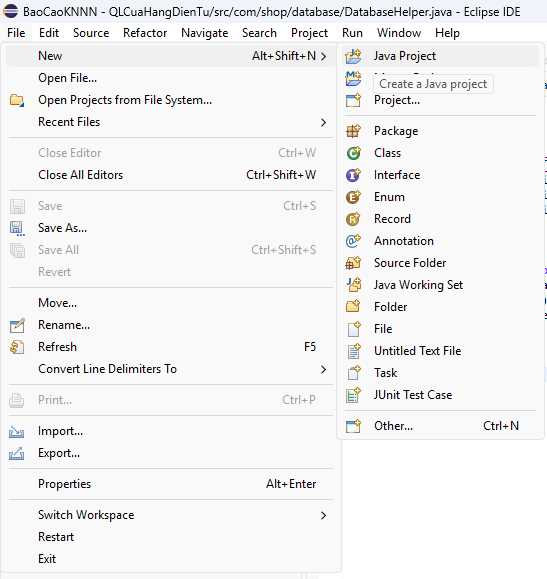 BaoCaoKNNN - QLCuaHangDienTu/src/com/shop/database/DatabaseHelper.java - Eclipse IDE
File Edit Source Refactor Navigate Search Project Run Window Help
New Alt+Shift+N >
Open File...
Open Projects from File System...
Recent Files >
Close Editor Ctrl+W
Close All Editors Ctrl+Shift+W
Save Ctrl+S
Save As...
Save All Ctrl+Shift+S
Revert
Move...
Rename...
Refresh F5
Convert Line Delimiters To >
Print... Ctrl+P
Import...
Export...
Properties Alt+Enter
Switch Workspace >
Restart
Exit
Java Project
Create a Java project
Project...
Package
Class
Interface
Enum
Record
Annotation
Source Folder
Java Working Set
Folder
File
Untitled Text File
Task
JUnit Test Case
Other... Ctrl+N